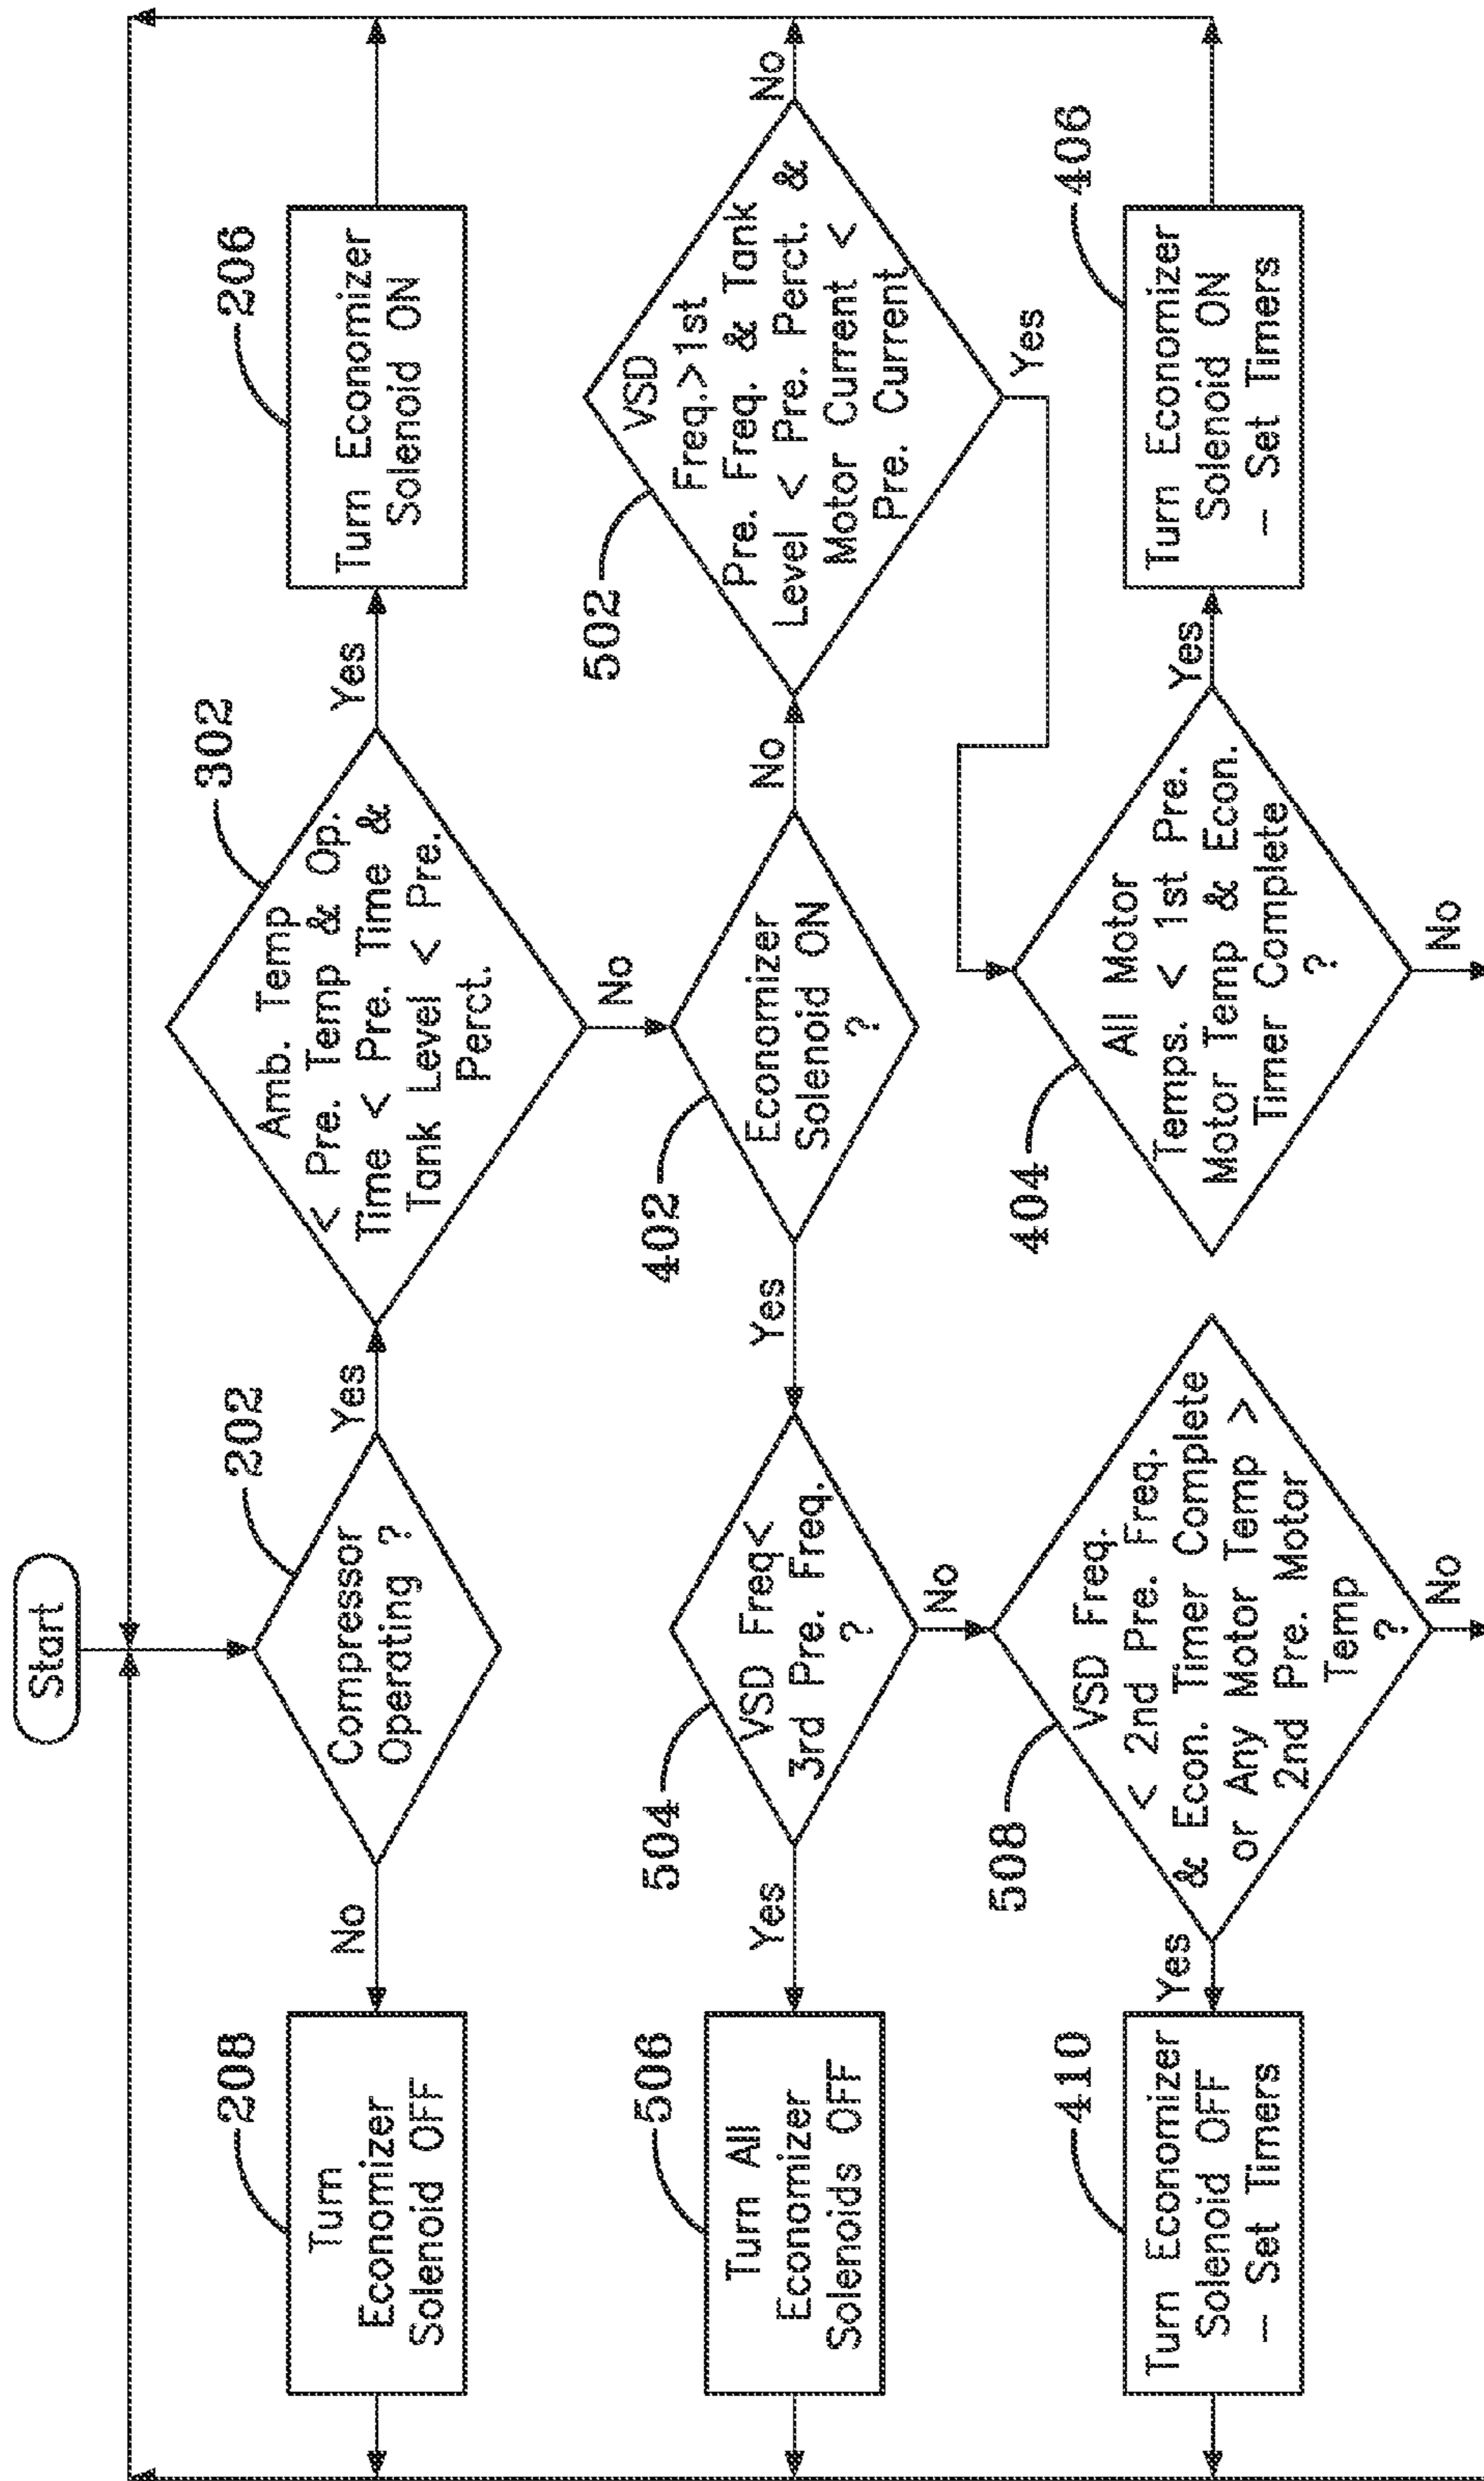 Start
Compressor
Operating ?
202
No
Yes
208
Turn
Economizer
Solenoid OFF
302
Amb. Temp
< Pre. Temp & Op.
Time < Pre. Time &
Tank Level < Pre.
Perct.
Yes
No
206
Turn Economizer
Solenoid ON
402
Economizer
Solenoid ON
?
Yes
No
504
VSD Freq<
3rd Pre. Freq.
?
Yes
No
506
Turn All
Economizer
Solenoids OFF
502
VSD
Freq.>1st
Pre. Freq. & Tank
Level < Pre. Perct. &
Motor Current <
Pre. Current
No
Yes
508
VSD Freq.
< 2nd Pre. Freq.
& Econ. Timer Complete
or Any Motor Temp >
2nd Pre. Motor
Temp
?
Yes
No
410
Turn Economizer
Solenoid OFF
- Set Timers
404
All Motor
Temps. < 1st Pre.
Motor Temp & Econ.
Timer Complete
?
Yes
No
406
Turn Economizer
Solenoid ON
- Set Timers